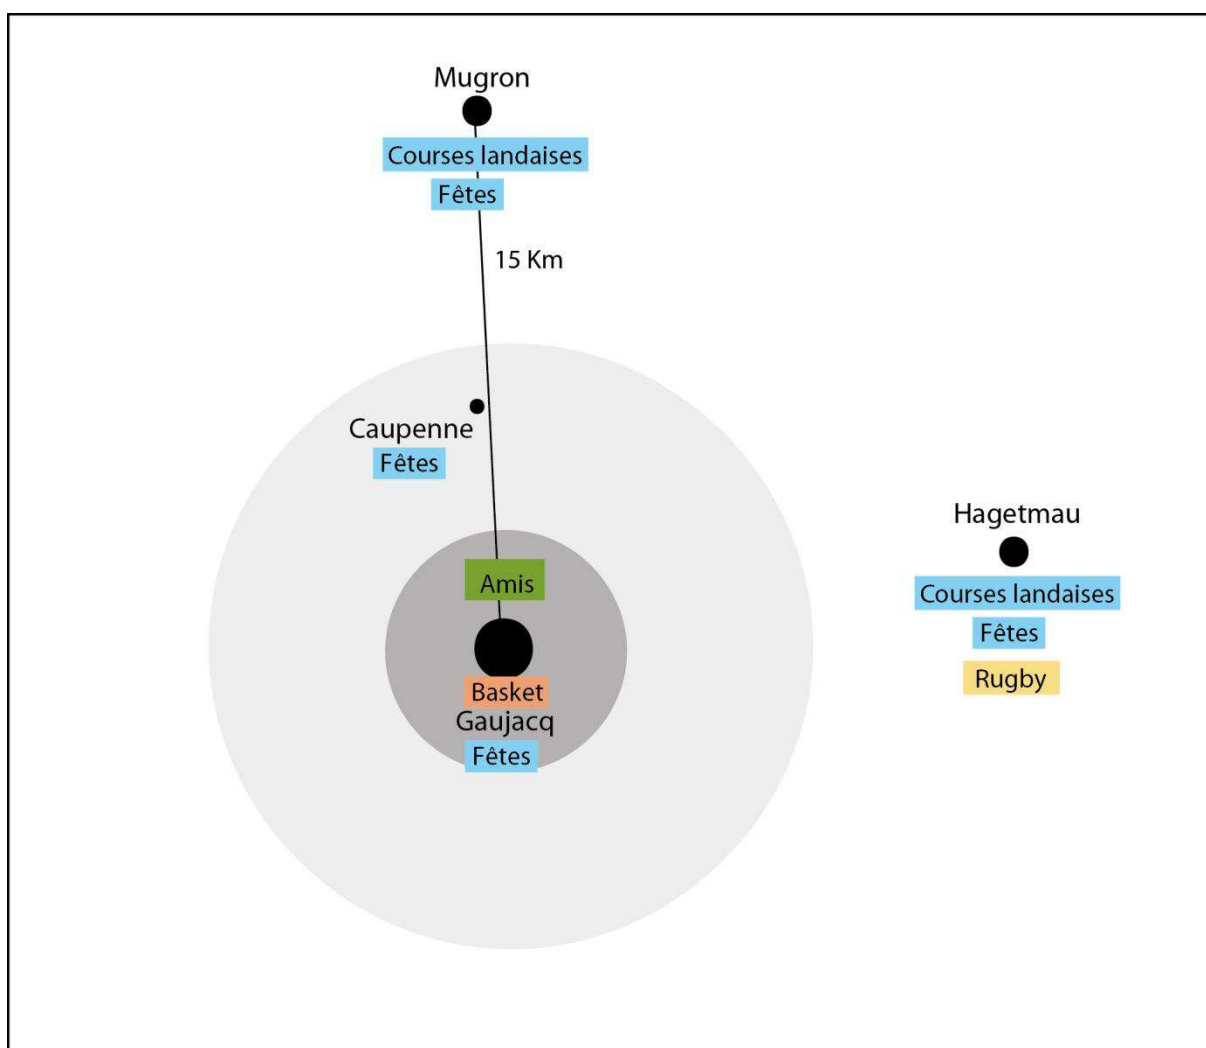 Mugron
Courses landaises
Fêtes
15 Km
Caupenne
Fêtes
Hagetmau
Courses landaises
Fêtes
Rugby
Amis
Basket
Gaujacq
Fêtes